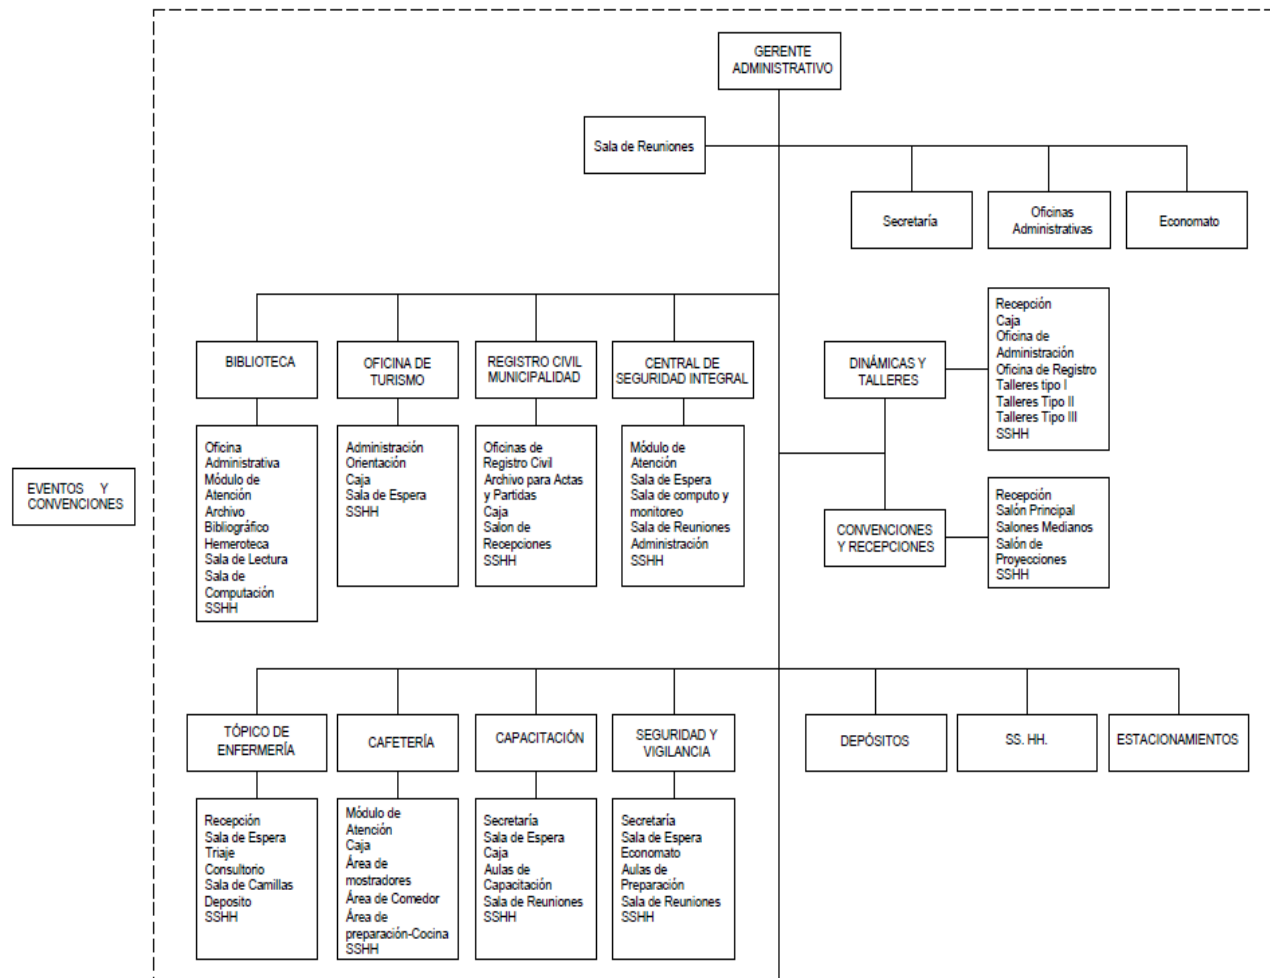 GERENTE
ADMINISTRATIVO
Sala de Reuniones
Secretaría
Oficinas
Administrativas
Economato
BIBLIOTECA
OFICINA DE
TURISMO
REGISTRO CIVIL
MUNICIPALIDAD
CENTRAL DE
SEGURIDAD INTEGRAL
DINÁMICAS Y
TALLERES
Recepción
Caja
Oficina de
Administración
Oficina de Registro
Talleres tipo I
Talleres Tipo II
Talleres Tipo III
SSHH
Oficina
Administrativa
Módulo de
Atención
Archivo
Bibliográfico
Hemeroteca
Sala de Lectura
Sala de
Computación
SSHH
Administración
Orientación
Caja
Sala de Espera
SSHH
Oficinas de
Registro Civil
Archivo para Actas
y Partidas
Caja
Salon de
Recepciones
SSHH
Módulo de
Atención
Sala de Espera
Sala de computo y
monitoreo
Sala de Reuniones
Administración
SSHH
EVENTOS Y
CONVENCIONES
CONVENCIONES
Y RECEPCIONES
Recepción
Salón Principal
Salones Medianos
Salón de
Proyecciones
SSHH
TÓPICO DE
ENFERMERÍA
CAFETERÍA
CAPACITACIÓN
SEGURIDAD Y
VIGILANCIA
DEPÓSITOS
SS. HH.
ESTACIONAMIENTOS
Recepción
Sala de Espera
Triaje
Consultorio
Sala de Camillas
Deposito
SSHH
Módulo de
Atención
Caja
Área de
mostradores
Área de Comedor
Área de
preparación-Cocina
SSHH
Secretaría
Sala de Espera
Caja
Aulas de
Capacitación
Sala de Reuniones
SSHH
Secretaría
Sala de Espera
Economato
Aulas de
Preparación
Sala de Reuniones
SSHH